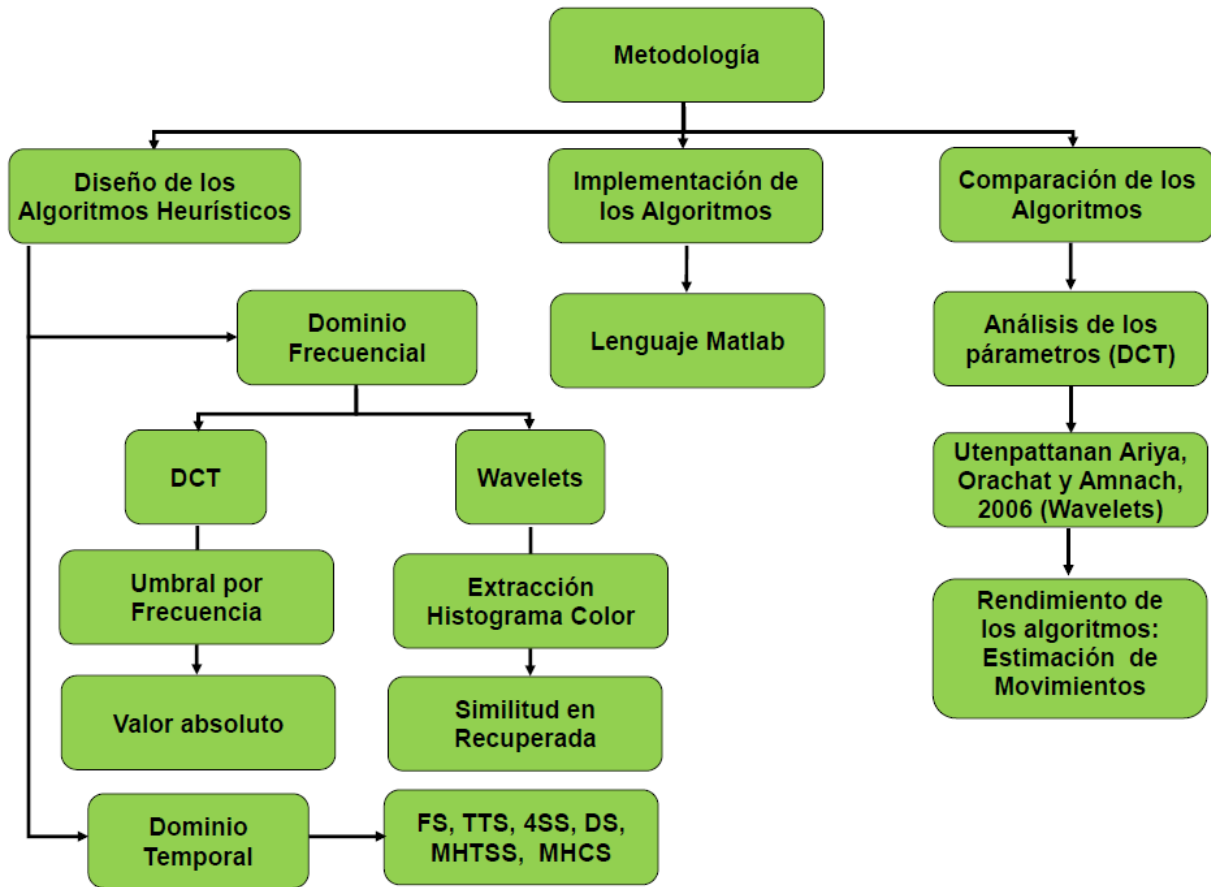 Metodología
Diseño de los
Algoritmos Heurísticos
Implementación de
los Algoritmos
Comparación de los
Algoritmos
Dominio
Frecuencial
Lenguaje Matlab
Análisis de los
párametros (DCT)
DCT
Wavelets
Utenpattanan Ariya,
Orachat y Amnach,
2006 (Wavelets)
Umbral por
Frecuencia
Extracción
Histograma Color
Rendimiento de
los algoritmos:
Estimación de
Movimientos
Valor absoluto
Similitud en
Recuperada
Dominio
Temporal
FS, TTS, 4SS, DS,
MHTSS, MHCS